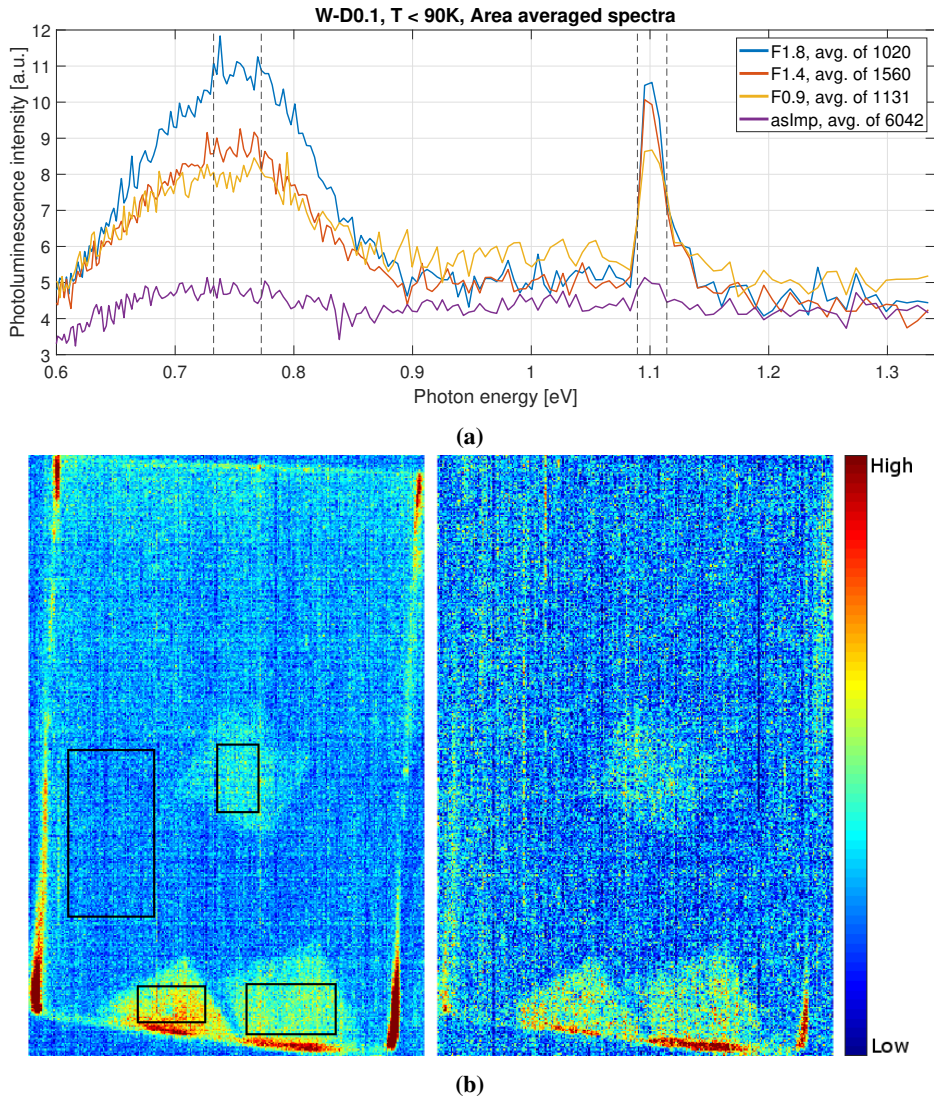 W-D0.1, T < 90K, Area averaged spectra
Photoluminescence intensity [a.u.]
12
11
10
9
8
7
6
5
4
3
F1.8, avg. of 1020
F1.4, avg. of 1560
F0.9, avg. of 1131
asImp, avg. of 6042
0.6 0.7 0.8 0.9 1 1.1 1.2 1.3
Photon energy [eV]
(a)
High
Low
(b)